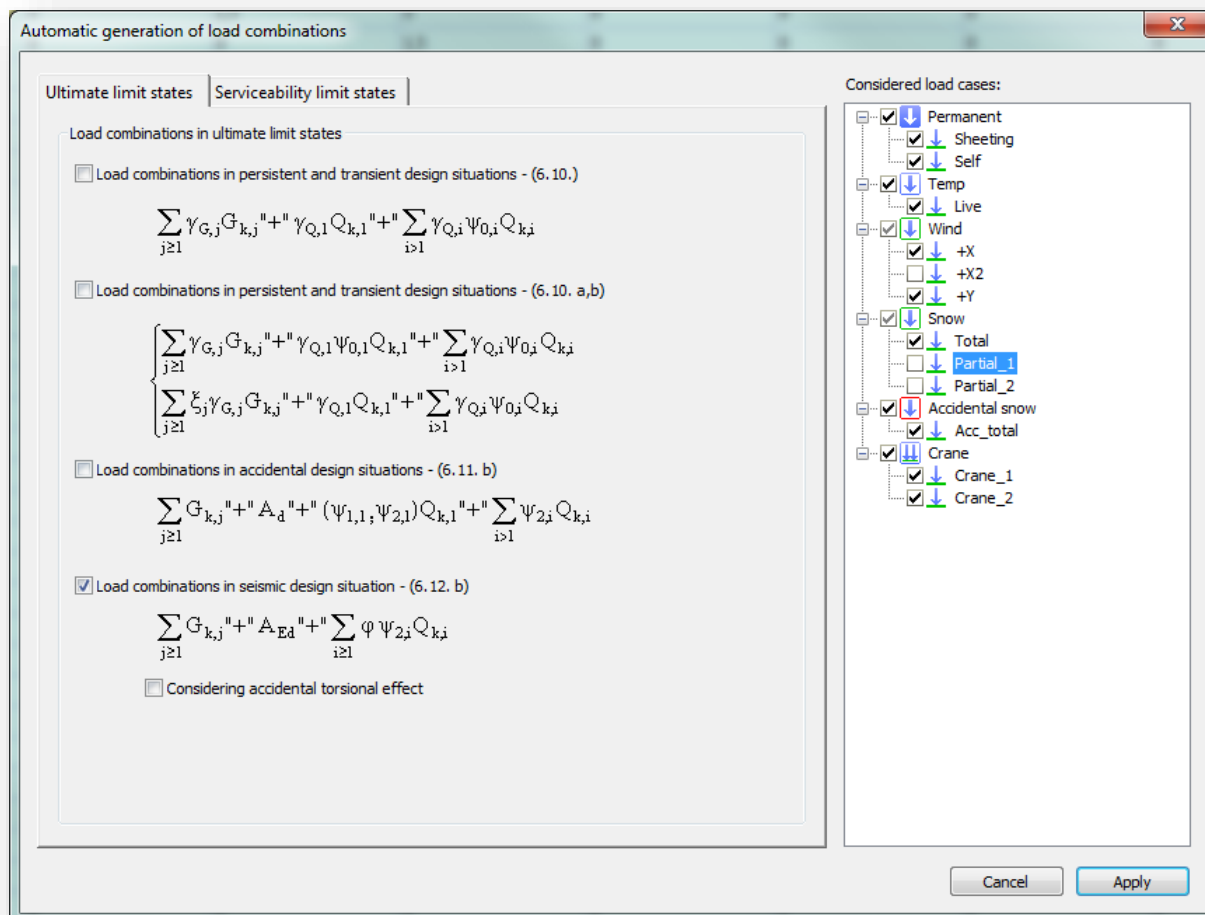 Automatic generation of load combinations
Ultimate limit states
Serviceability limit states
Load combinations in ultimate limit states
Load combinations in persistent and transient design situations - (6.10.)
∑ j≥1 γG,j Gk,j "+" γQ,1 Qk,1 "+" ∑ i>1 γQ,i ψ0,i Qk,i
Load combinations in persistent and transient design situations - (6.10. a,b)
∑ j≥1 γG,j Gk,j "+" γQ,1 ψ0,1 Qk,1 "+" ∑ i>1 γQ,i ψ0,i Qk,i
∑ j≥1 ξj γG,j Gk,j "+" γQ,1 Qk,1 "+" ∑ i>1 γQ,i ψ0,i Qk,i
Load combinations in accidental design situations - (6.11. b)
∑ j≥1 Gk,j "+" Ad "+" (ψ1,1 ; ψ2,1) Qk,1 "+" ∑ i>1 ψ2,i Qk,i
Load combinations in seismic design situation - (6.12. b)
∑ j≥1 Gk,j "+" AEd "+" ∑ i≥1 φ ψ2,i Qk,i
Considering accidental torsional effect
Considered load cases:
Permanent
Sheeting
Self
Temp
Live
Wind
+X
+X2
+Y
Snow
Total
Partial_1
Partial_2
Accidental snow
Acc_total
Crane
Crane_1
Crane_2
Cancel
Apply